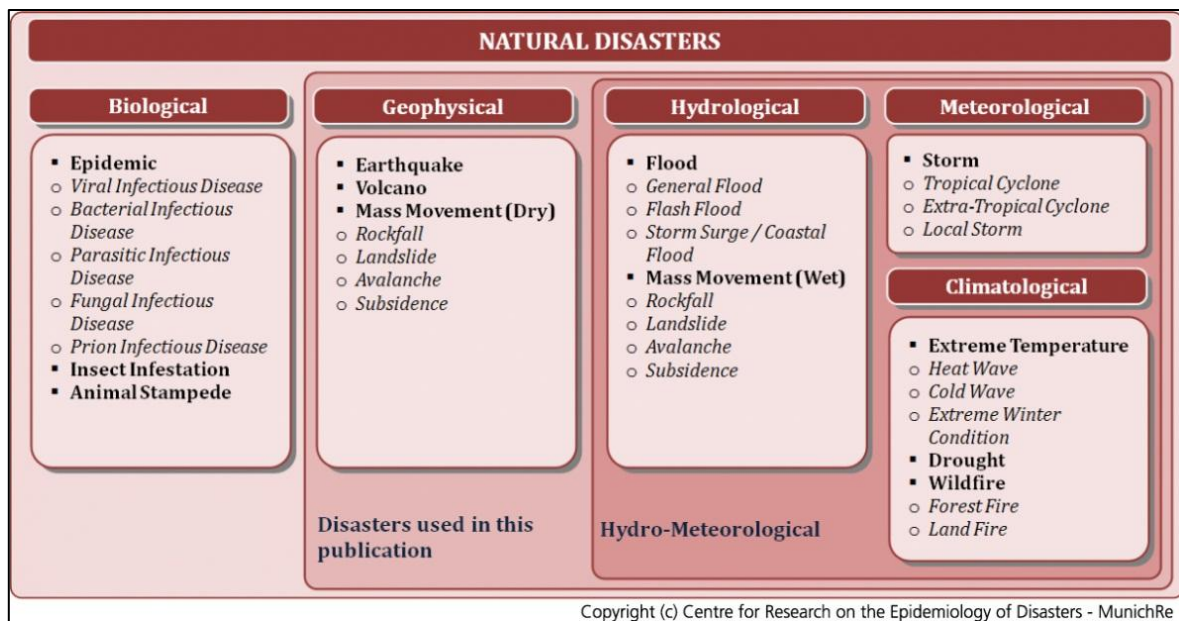 NATURAL DISASTERS
Biological
▪ Epidemic
○ Viral Infectious Disease
○ Bacterial Infectious
Disease
○ Parasitic Infectious
Disease
○ Fungal Infectious
Disease
○ Prion Infectious Disease
▪ Insect Infestation
▪ Animal Stampede
Geophysical
▪ Earthquake
▪ Volcano
▪ Mass Movement (Dry)
○ Rockfall
○ Landslide
○ Avalanche
○ Subsidence
Disasters used in this
publication
Hydrological
▪ Flood
○ General Flood
○ Flash Flood
○ Storm Surge / Coastal
Flood
▪ Mass Movement (Wet)
○ Rockfall
○ Landslide
○ Avalanche
○ Subsidence
Hydro-Meteorological
Meteorological
▪ Storm
○ Tropical Cyclone
○ Extra-Tropical Cyclone
○ Local Storm
Climatological
▪ Extreme Temperature
○ Heat Wave
○ Cold Wave
○ Extreme Winter
Condition
▪ Drought
▪ Wildfire
○ Forest Fire
○ Land Fire
Copyright (c) Centre for Research on the Epidemiology of Disasters - MunichRe